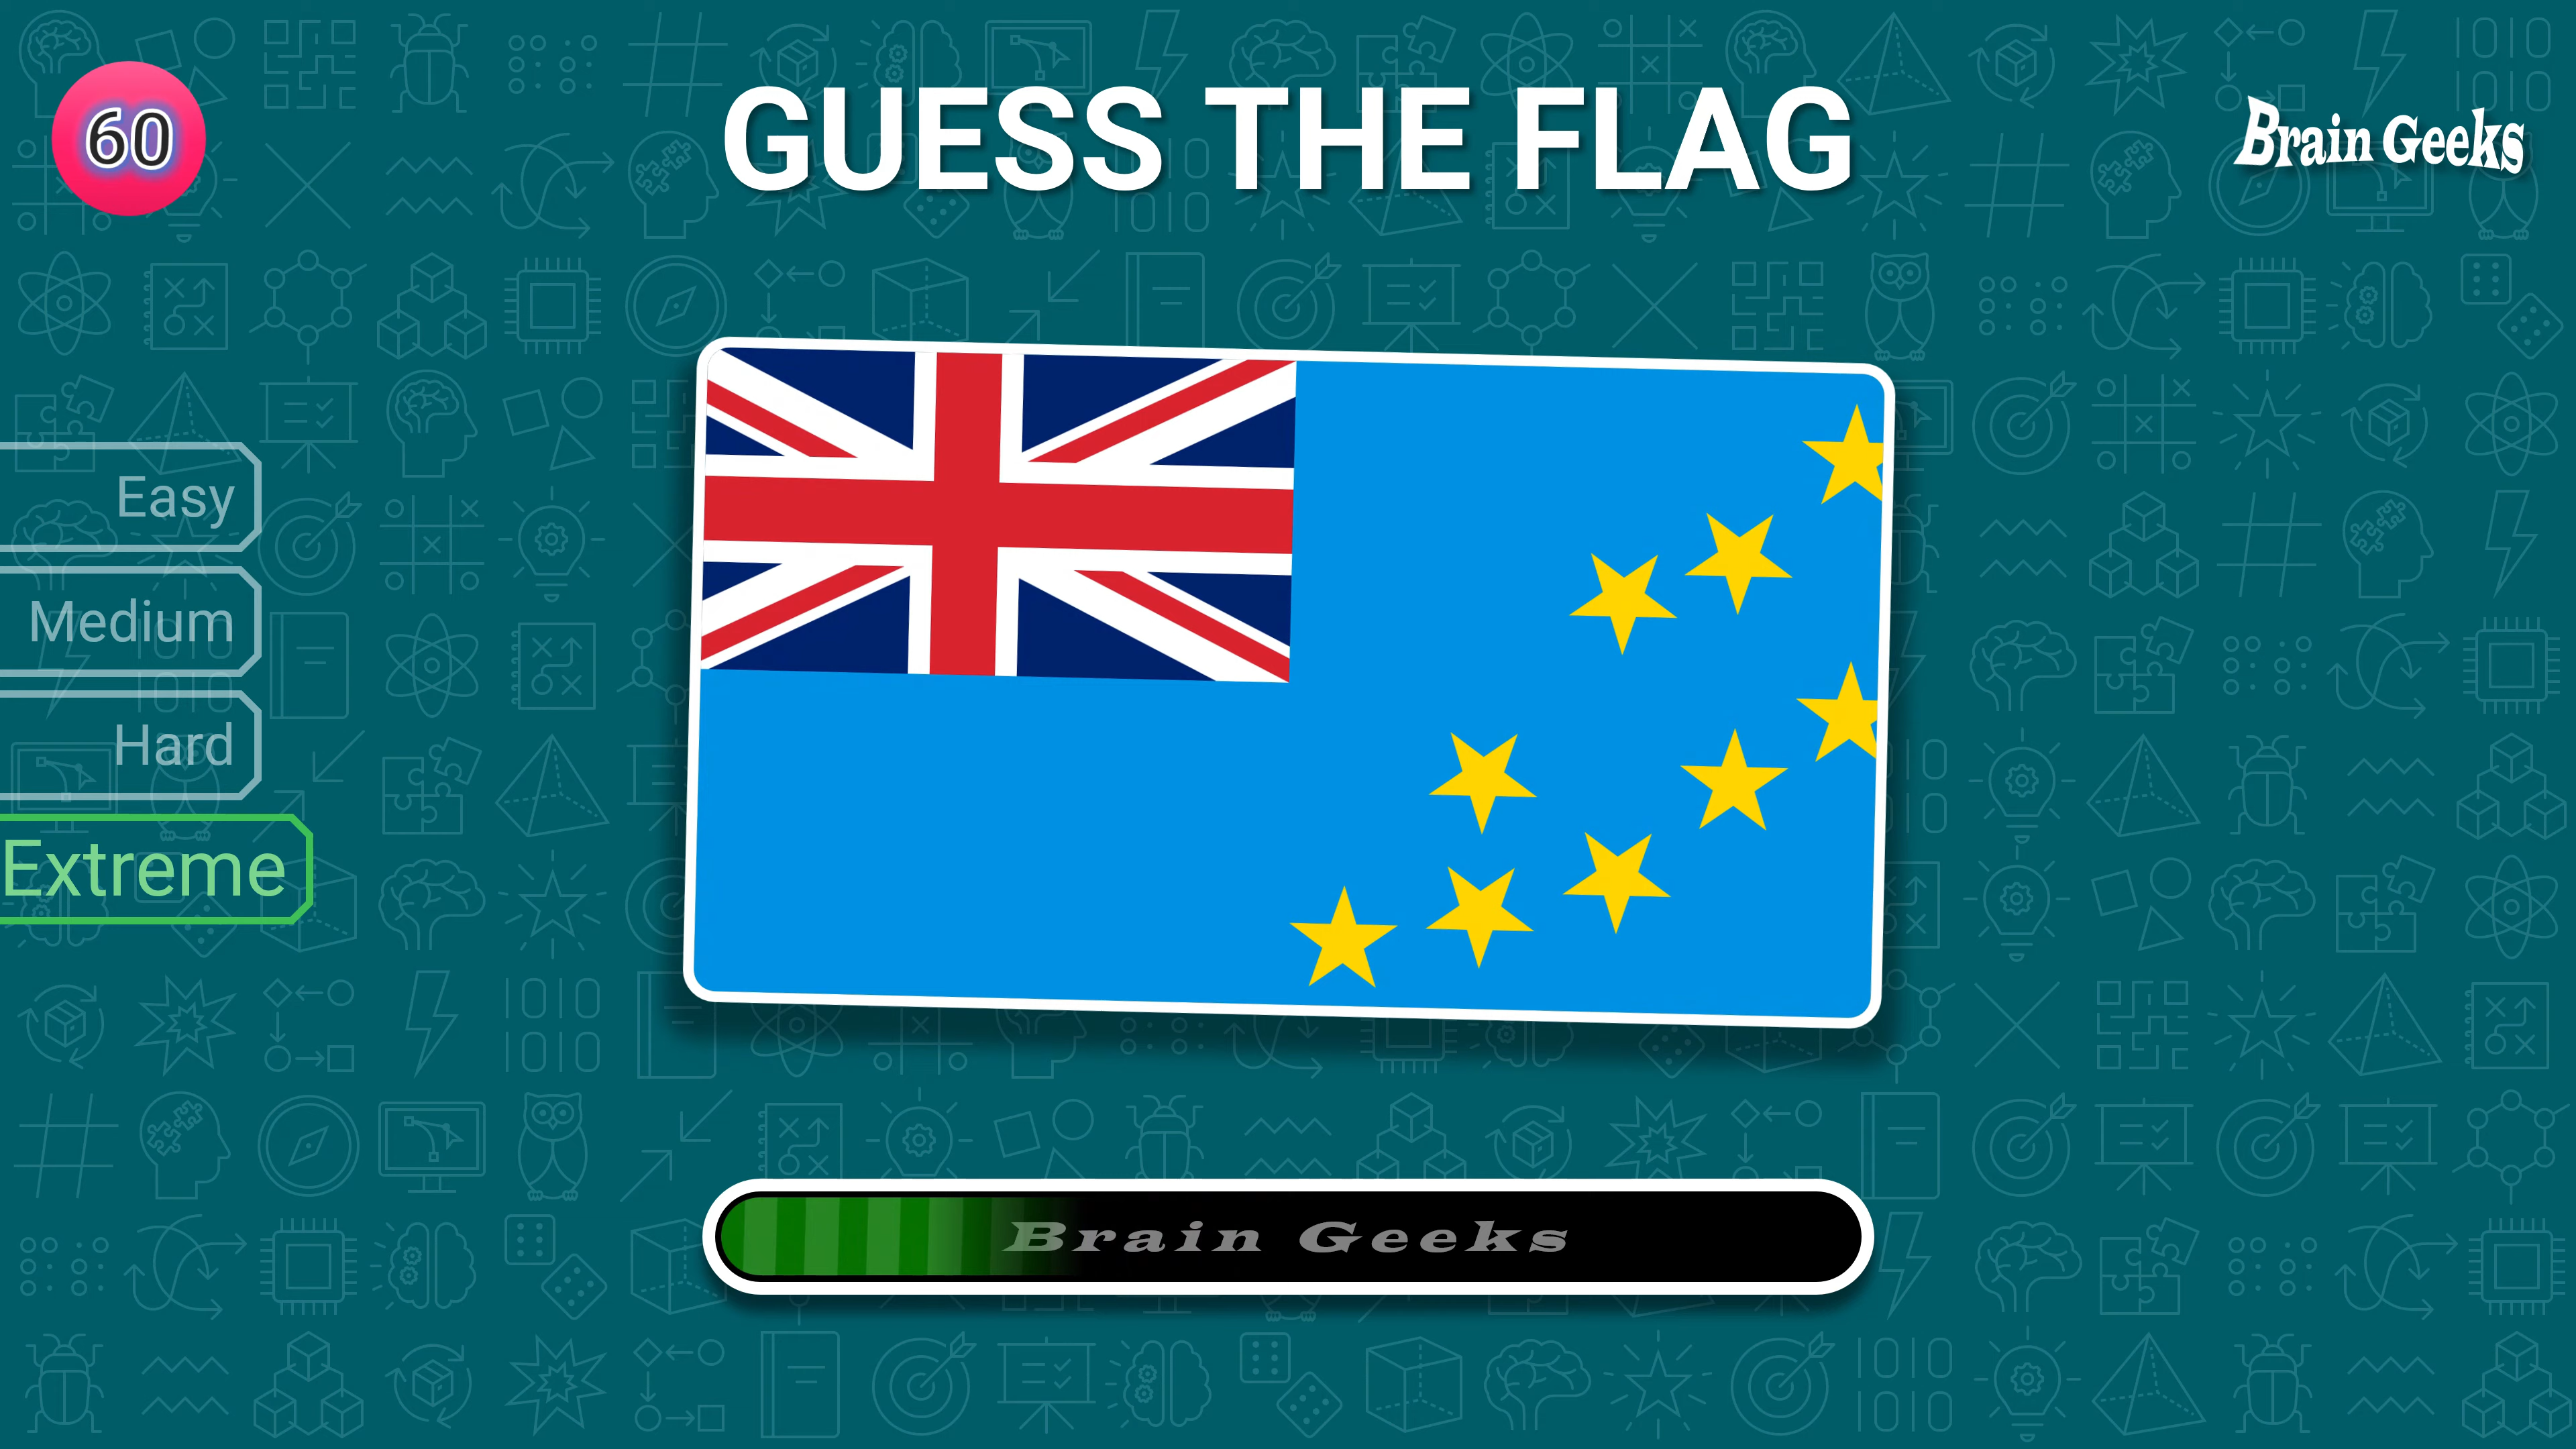 60
GUESS THE FLAG
Brain Geeks
Easy
Medium
Hard
Extreme
Brain Geeks